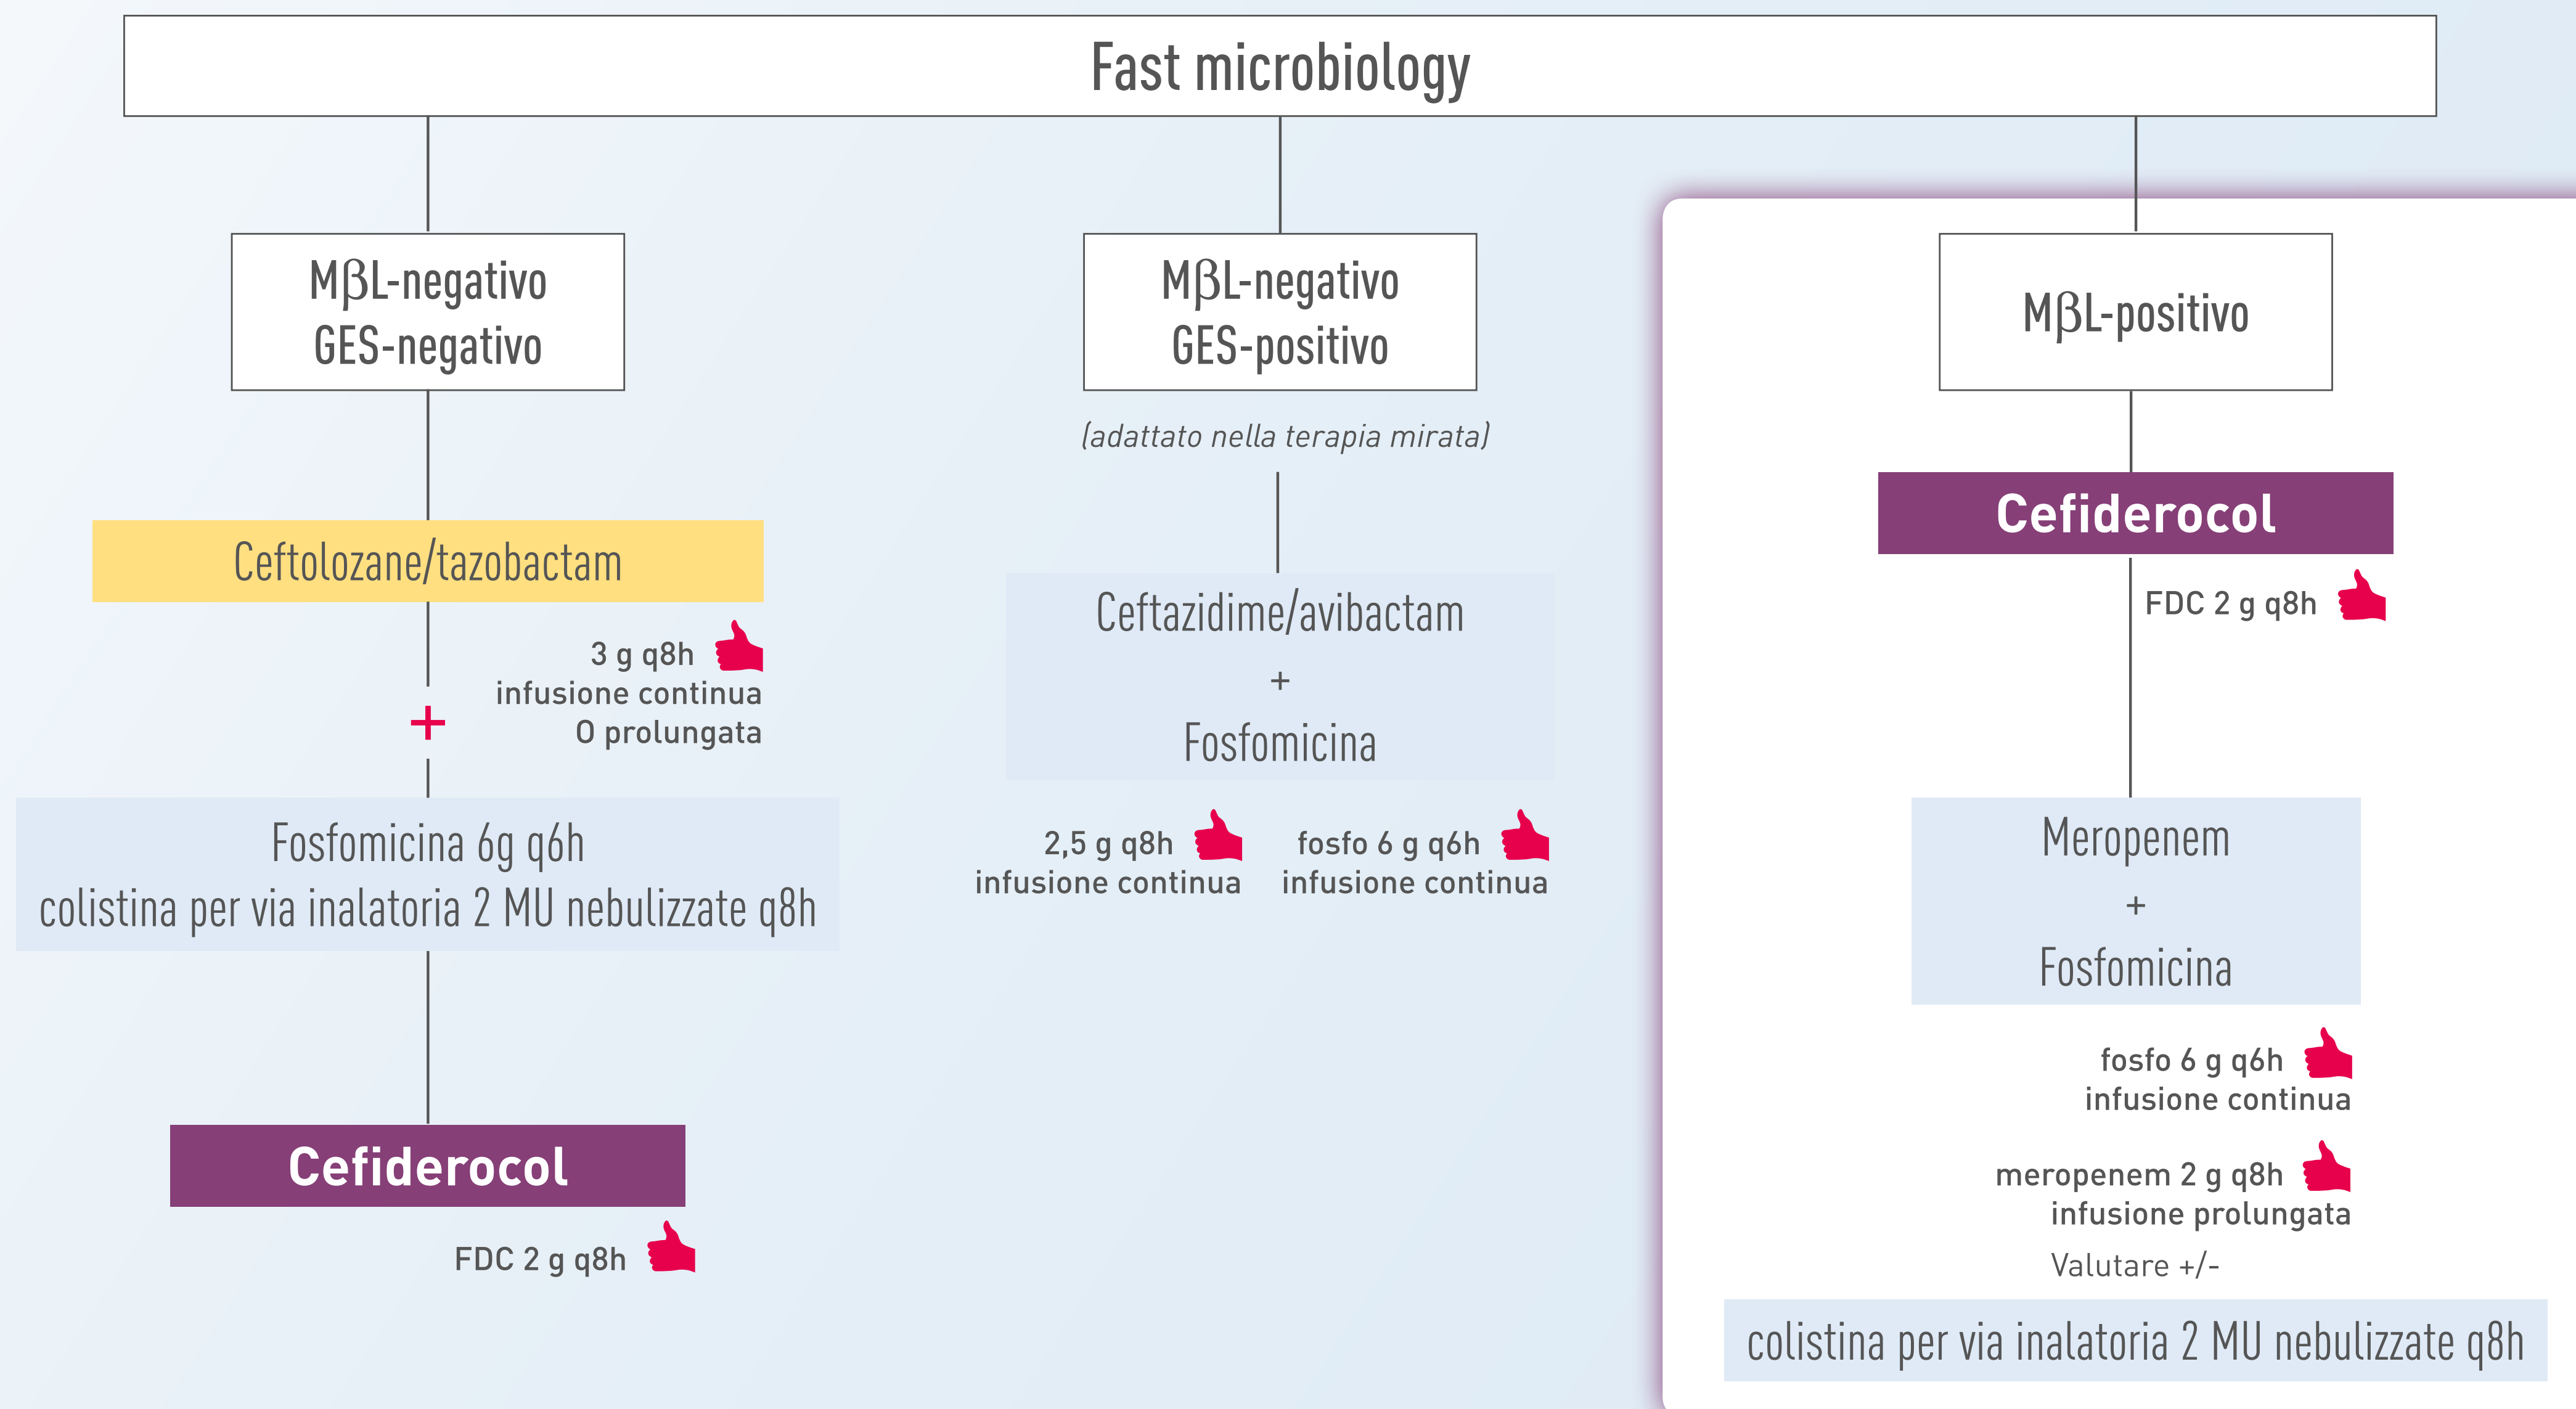 Fast microbiology
MβL-negativo
GES-negativo
Ceftolozane/tazobactam
3 g q8h
infusione continua
O prolungata
+
Fosfomicina 6g q6h
colistina per via inalatoria 2 MU nebulizzate q8h
Cefiderocol
FDC 2 g q8h
MβL-negativo
GES-positivo
(adattato nella terapia mirata)
Ceftazidime/avibactam
+
Fosfomicina
2,5 g q8h
infusione continua
fosfo 6 g q6h
infusione continua
MβL-positivo
Cefiderocol
FDC 2 g q8h
Meropenem
+
Fosfomicina
fosfo 6 g q6h
infusione continua
meropenem 2 g q8h
infusione prolungata
Valutare +/-
colistina per via inalatoria 2 MU nebulizzate q8h